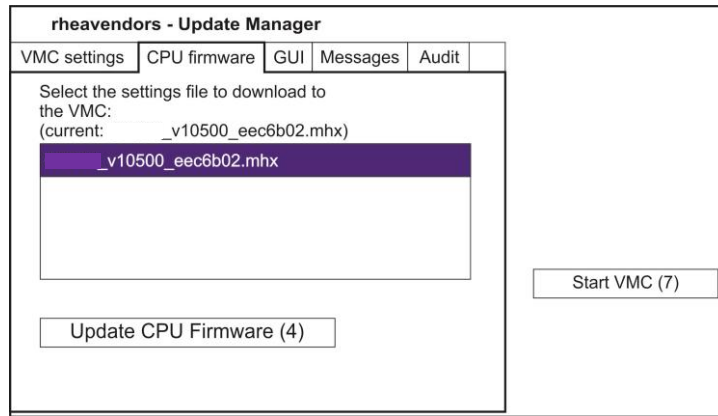 rheavendors - Update Manager
VMC settings CPU firmware GUI Messages Audit
Select the settings file to download to
the VMC:
(current: _v10500_eec6b02.mhx)
_v10500_eec6b02.mhx
Start VMC (7)
Update CPU Firmware (4)